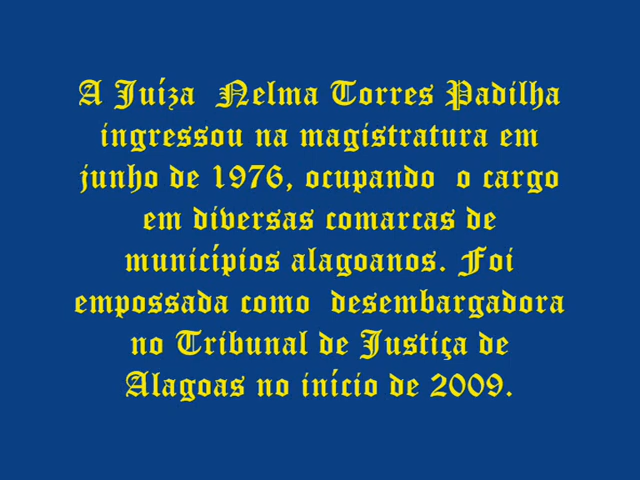 A Juíza Nelma Torres Padilha
ingressou na magistratura em
junho de 1976, ocupando o cargo
em diversas comarcas de
municípios alagoanos. Foi
empossada como desembargadora
no Tribunal de Justiça de
Alagoas no início de 2009.